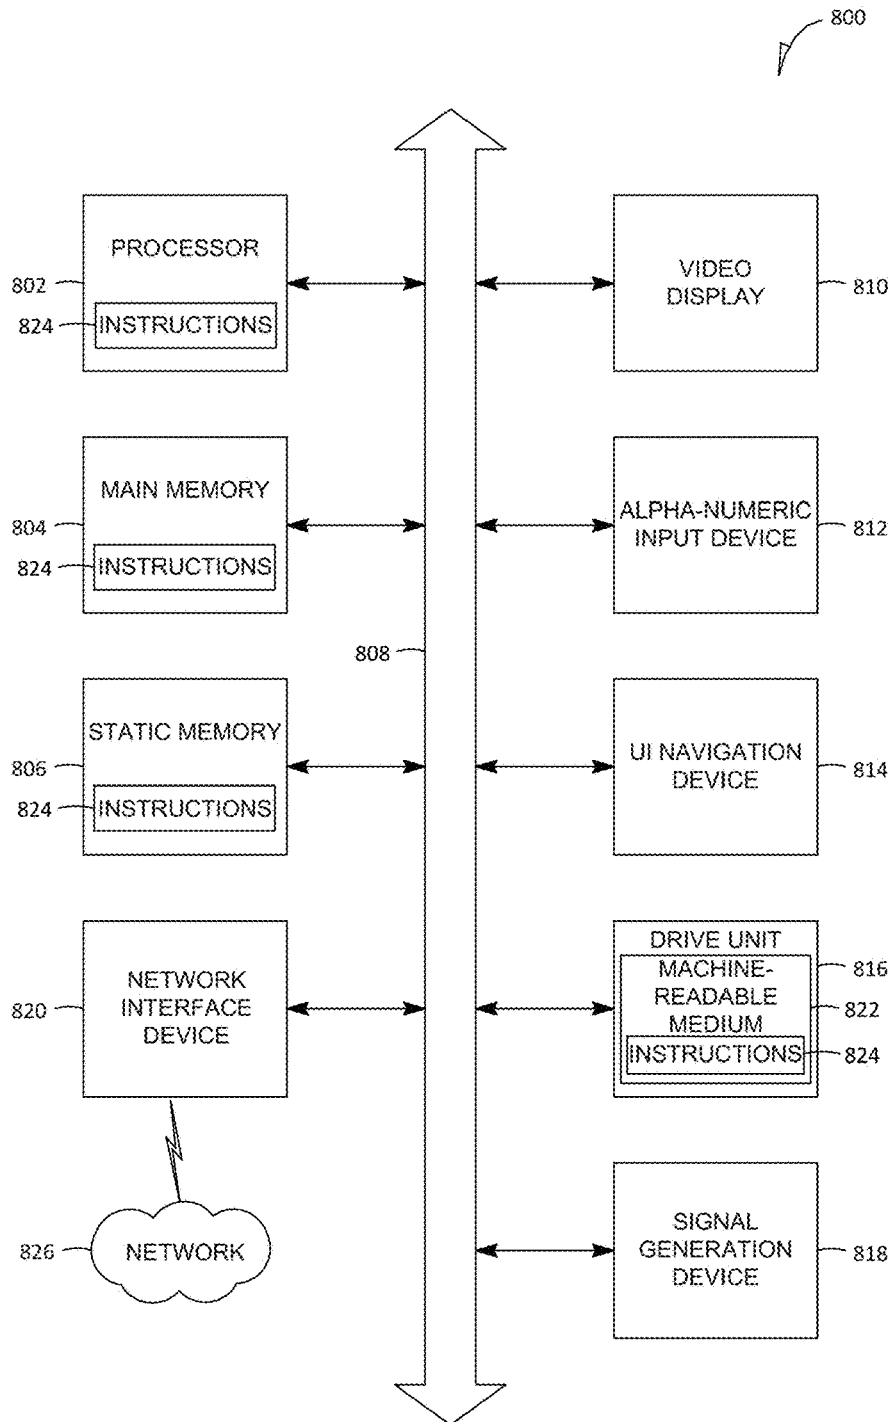 800
PROCESSOR
802
824
INSTRUCTIONS
VIDEO
DISPLAY
810
MAIN MEMORY
804
824
INSTRUCTIONS
ALPHA-NUMERIC
INPUT DEVICE
812
808
STATIC MEMORY
806
824
INSTRUCTIONS
UI NAVIGATION
DEVICE
814
NETWORK
INTERFACE
DEVICE
820
DRIVE UNIT
816
MACHINE-
READABLE
MEDIUM
822
INSTRUCTIONS
824
826
NETWORK
SIGNAL
GENERATION
DEVICE
818